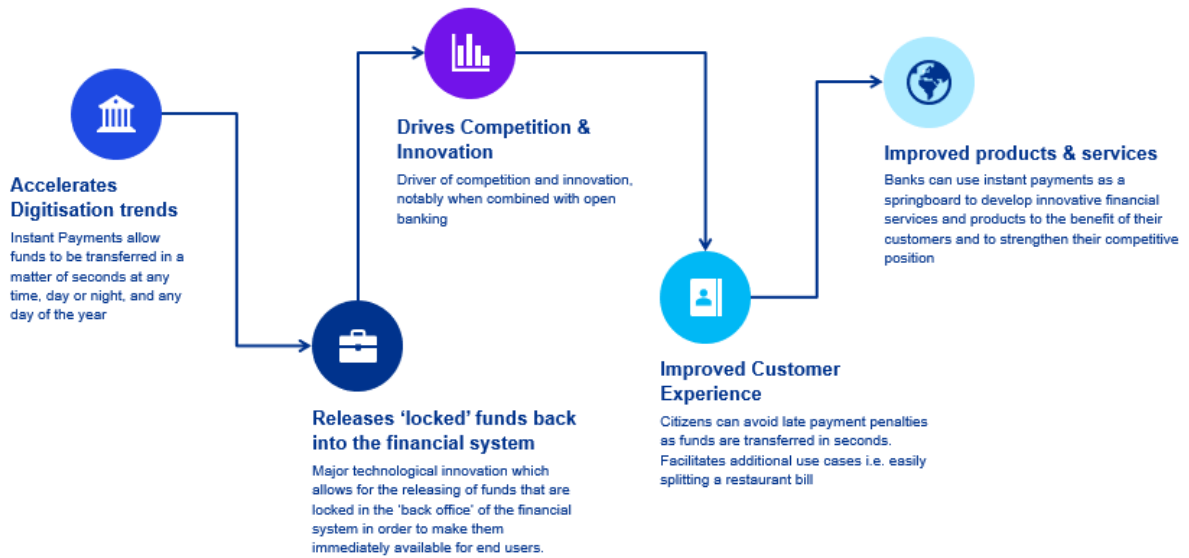 Accelerates
Digitisation trends
Instant Payments allow
funds to be transferred in a
matter of seconds at any
time, day or night, and any
day of the year
Releases ‘locked’ funds back
into the financial system
Major technological innovation which
allows for the releasing of funds that are
locked in the ‘back office’ of the financial
system in order to make them
immediately available for end users.
Drives Competition &
Innovation
Driver of competition and innovation,
notably when combined with open
banking
Improved Customer
Experience
Citizens can avoid late payment penalties
as funds are transferred in seconds.
Facilitates additional use cases i.e. easily
splitting a restaurant bill
Improved products & services
Banks can use instant payments as a
springboard to develop innovative financial
services and products to the benefit of their
customers and to strengthen their competitive
position